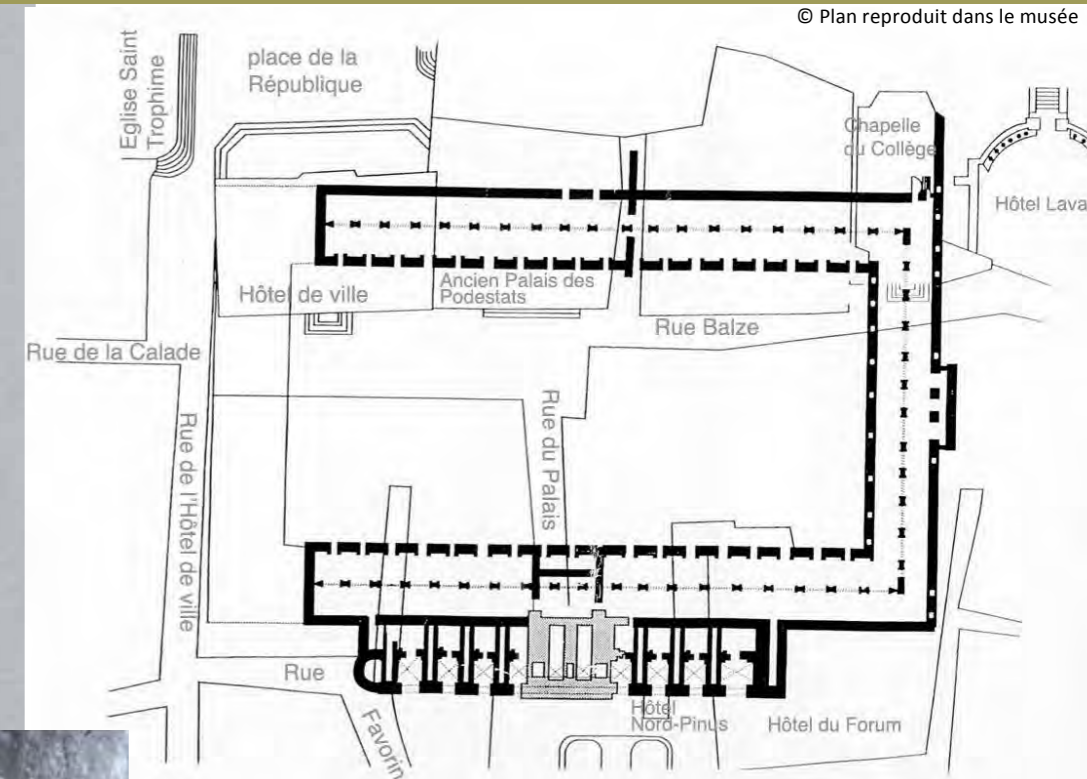 © Plan reproduit dans le musée
Eglise Saint
Trophime
place de la
République
Chapelle
du Collège
Hôtel Lava
Hôtel de ville
Ancien Palais des
Podestats
Rue Balze
Rue de la Calade
Rue de l'Hôtel de ville
Rue du Palais
Rue
Favorin
Hôtel
Nord-Pinus
Hôtel du Forum